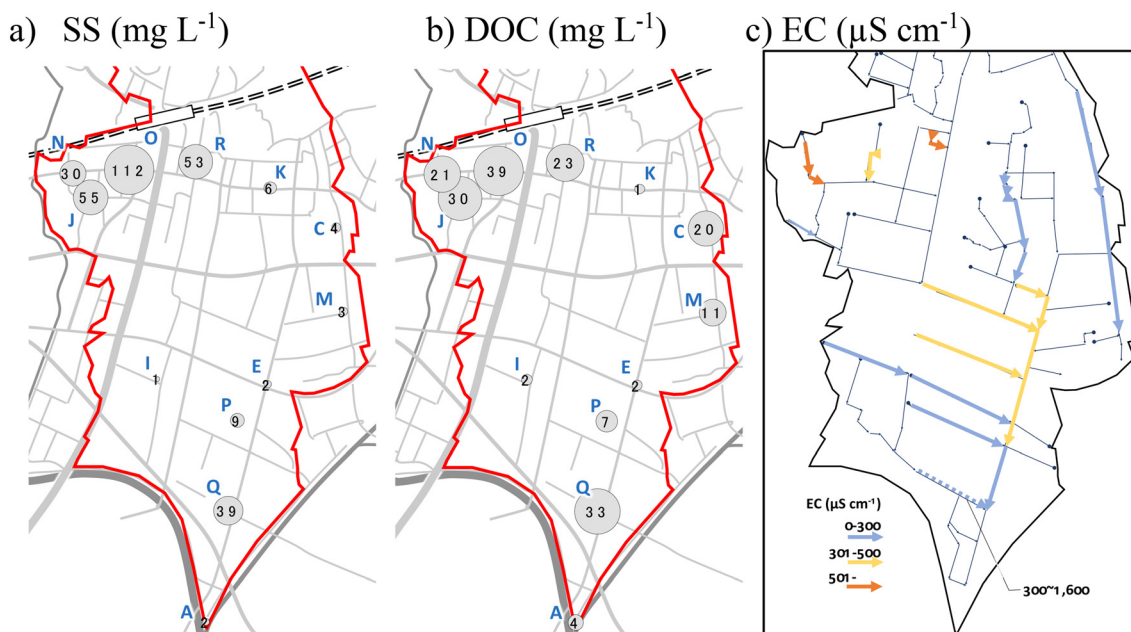 a) SS (mg L-1)
b) DOC (mg L-1)
c) EC (µS cm-1)
N
O
R
30
112
53
K
55
6
J
C
4
M
3
I
E
1
2
P
9
Q
39
A
2
N
O
R
21
39
23
K
30
1
J
C
20
M
11
I
E
2
2
P
7
Q
33
A
4
EC (µS cm-1)
0-300
301-500
501-
300~1,600